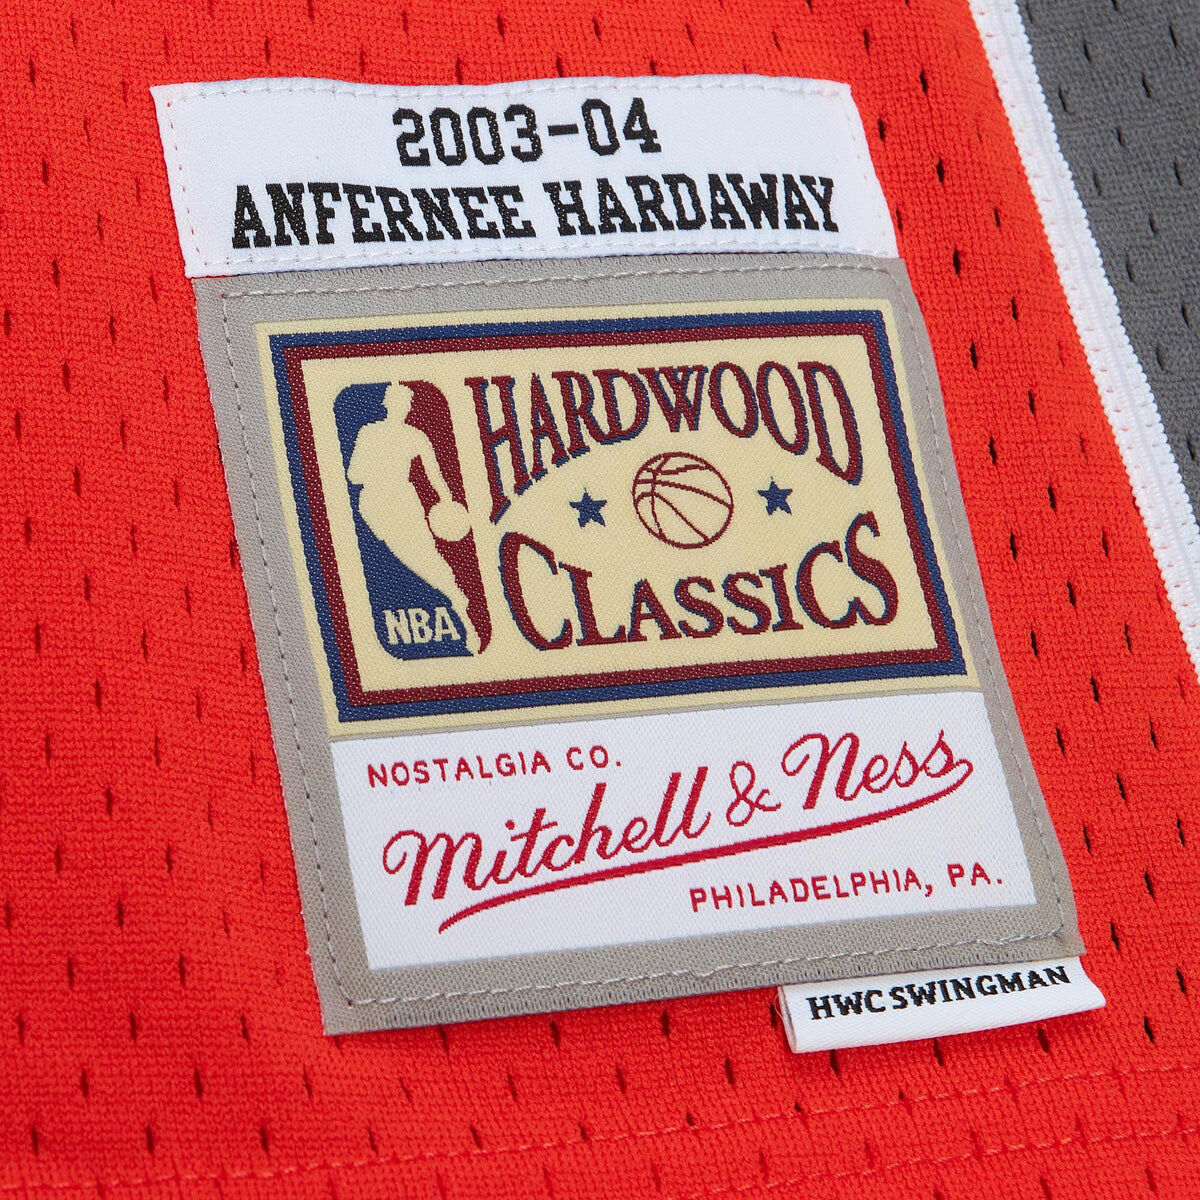 2003-04
ANFERNEE HARDAWAY
HARDWOOD
CLASSICS
NBA
NOSTALGIA CO.
Mitchell & Ness
PHILADELPHIA, PA.
HWC SWINGMAN